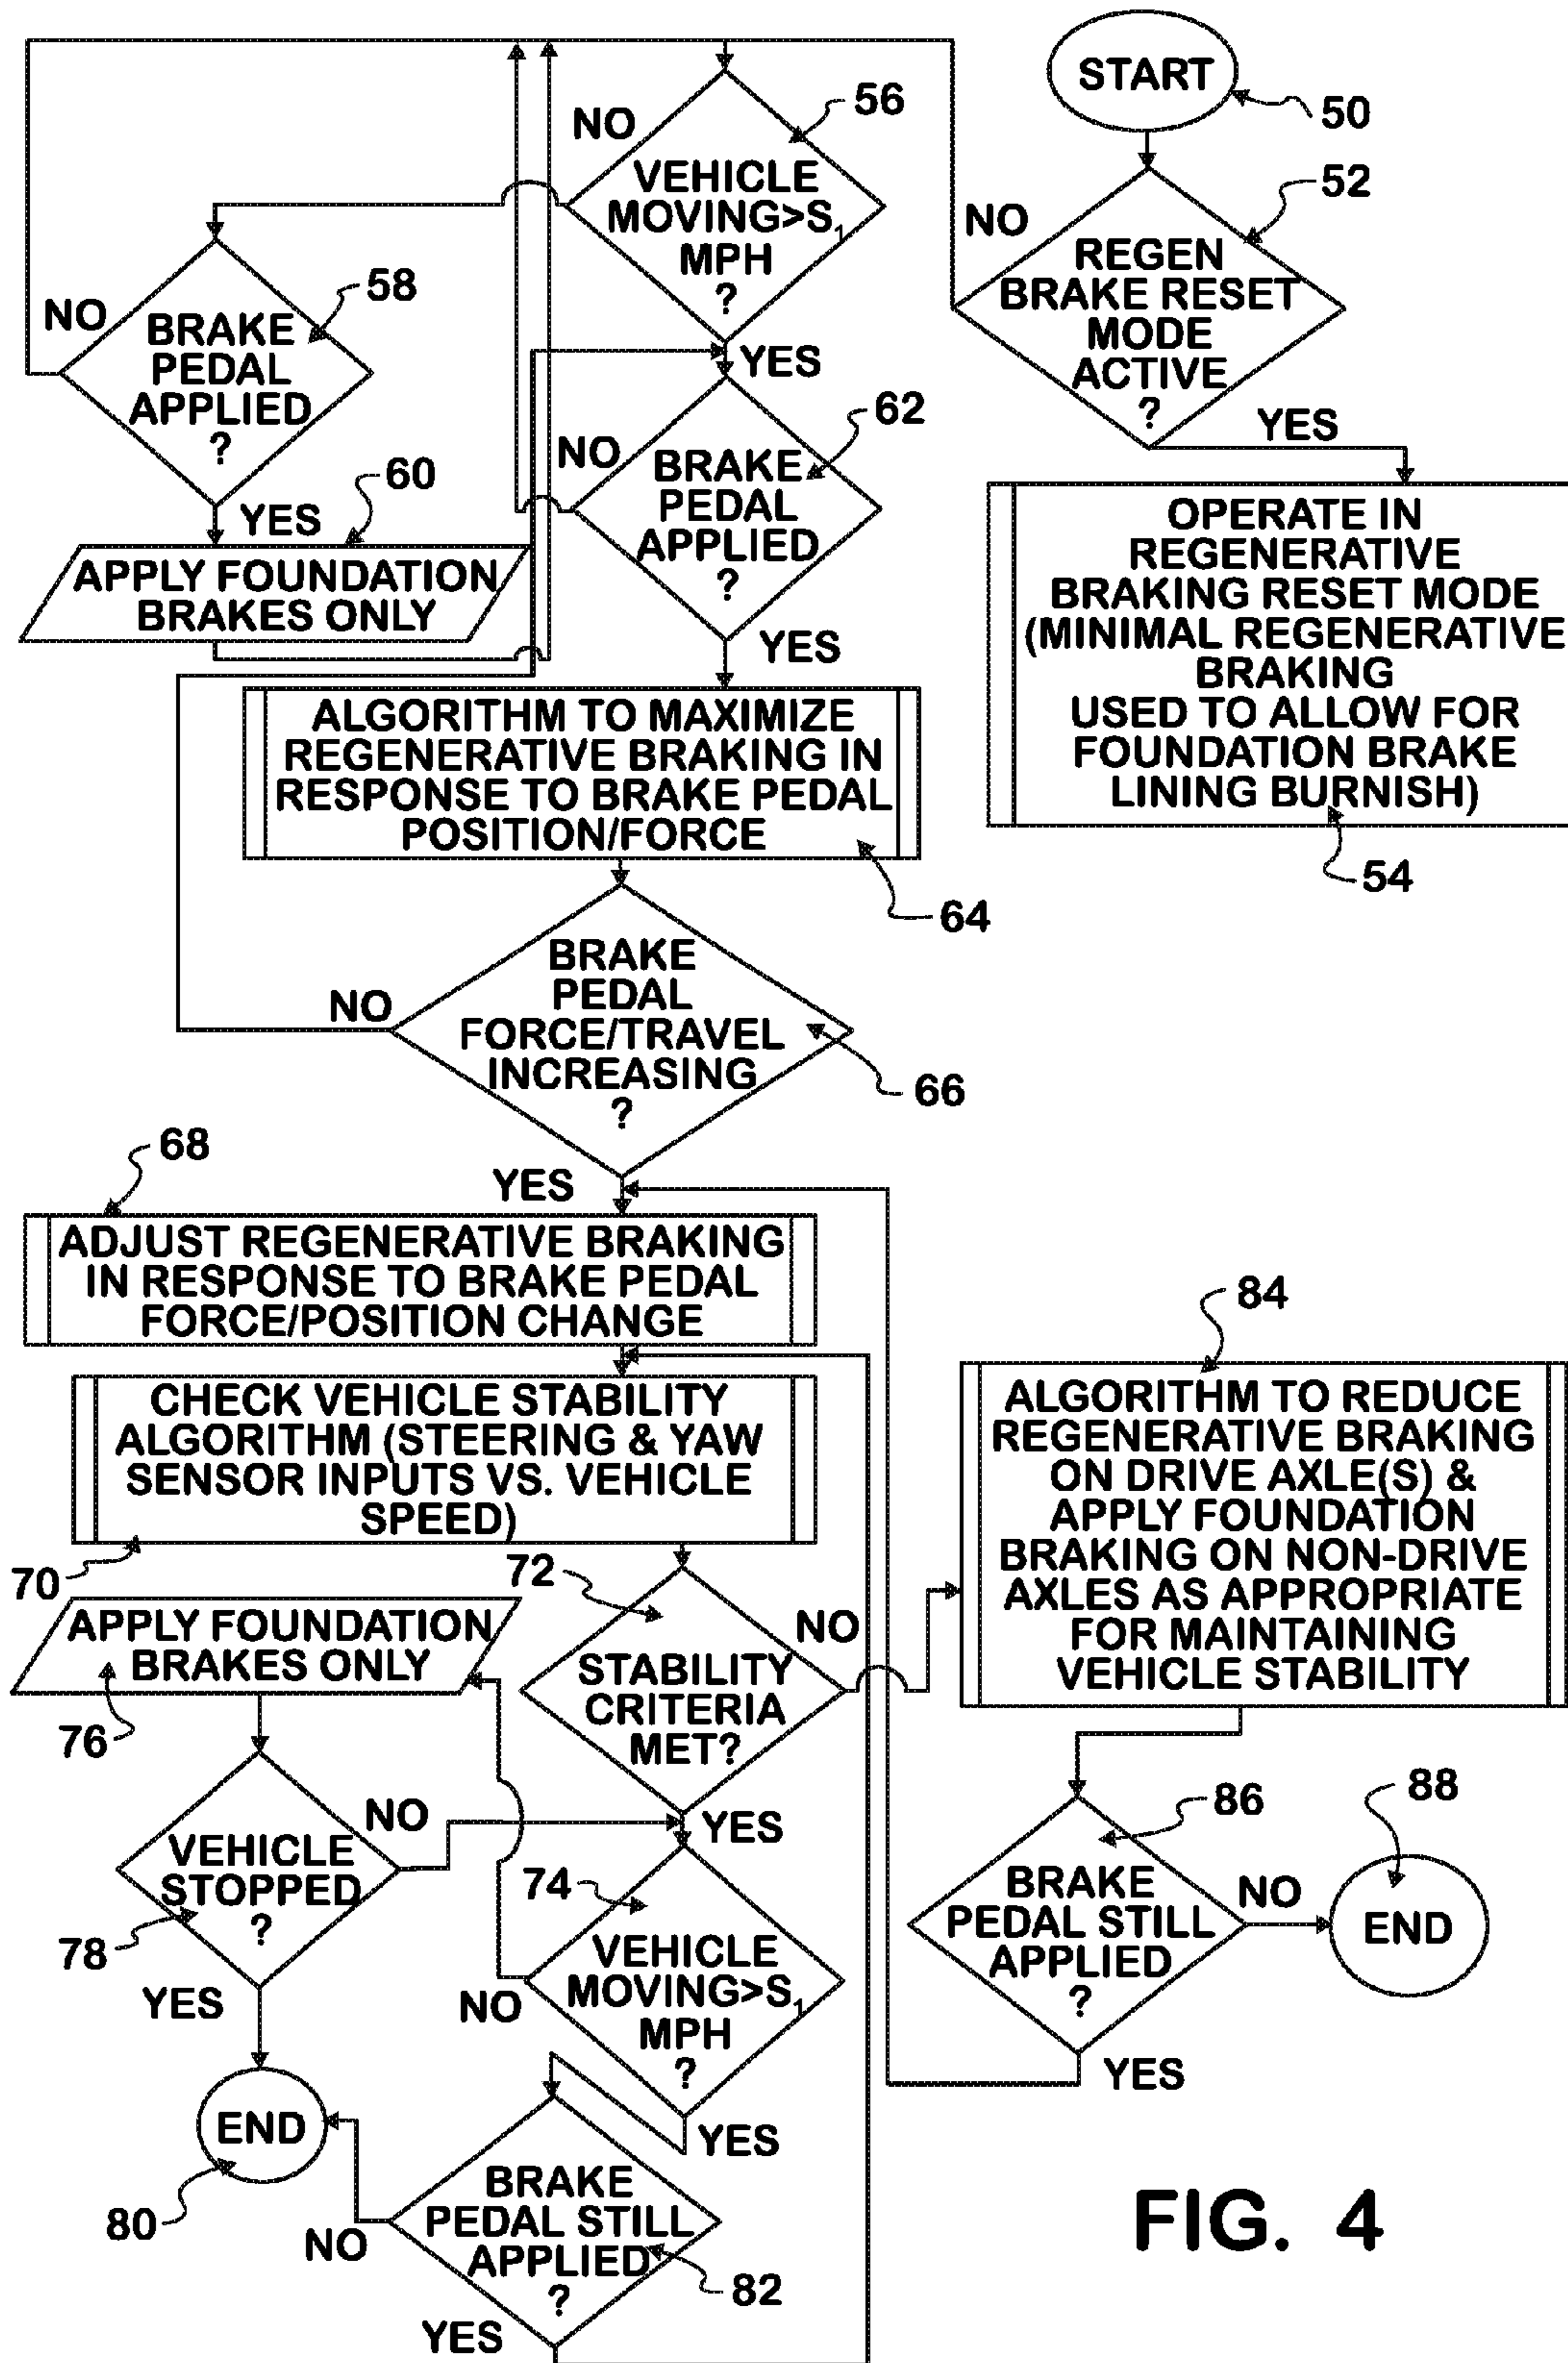 START
50
NO
56
VEHICLE
MOVING>S1
MPH
?
52
NO
REGEN
BRAKE RESET
MODE
ACTIVE
?
YES
58
NO
BRAKE
PEDAL
APPLIED
?
YES
YES
62
NO
BRAKE
PEDAL
APPLIED
?
60
APPLY FOUNDATION
BRAKES ONLY
YES
OPERATE IN
REGENERATIVE
BRAKING RESET MODE
(MINIMAL REGENERATIVE
BRAKING
USED TO ALLOW FOR
FOUNDATION BRAKE
LINING BURNISH)
54
ALGORITHM TO MAXIMIZE
REGENERATIVE BRAKING IN
RESPONSE TO BRAKE PEDAL
POSITION/FORCE
64
NO
BRAKE
PEDAL
FORCE/TRAVEL
INCREASING
?
66
68
YES
ADJUST REGENERATIVE BRAKING
IN RESPONSE TO BRAKE PEDAL
FORCE/POSITION CHANGE
84
CHECK VEHICLE STABILITY
ALGORITHM (STEERING & YAW
SENSOR INPUTS VS. VEHICLE
SPEED)
70
ALGORITHM TO REDUCE
REGENERATIVE BRAKING
ON DRIVE AXLE(S) &
APPLY FOUNDATION
BRAKING ON NON-DRIVE
AXLES AS APPROPRIATE
FOR MAINTAINING
VEHICLE STABILITY
72
NO
STABILITY
CRITERIA
MET?
YES
APPLY FOUNDATION
BRAKES ONLY
76
NO
VEHICLE
STOPPED
?
78
YES
74
VEHICLE
MOVING>S1
MPH
?
NO
YES
86
BRAKE
PEDAL STILL
APPLIED
?
NO
YES
88
END
END
80
NO
BRAKE
PEDAL STILL
APPLIED
?
82
YES
FIG. 4